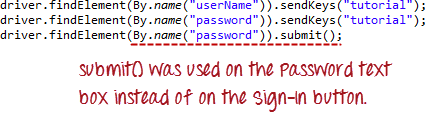 driver.findElement(By.name("userName")).sendKeys("tutorial");
driver.findElement(By.name("password")).sendKeys("tutorial");
driver.findElement(By.name("password")).submit();
submit() was used on the Password text
box instead of on the Sign-In button.